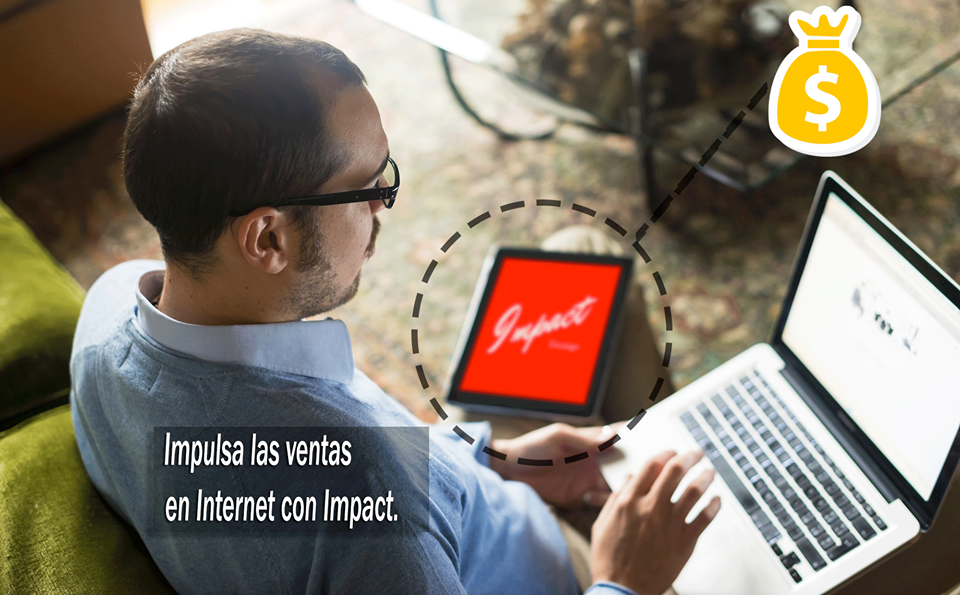 $
Impact
Impulsa las ventas
en Internet con Impact.